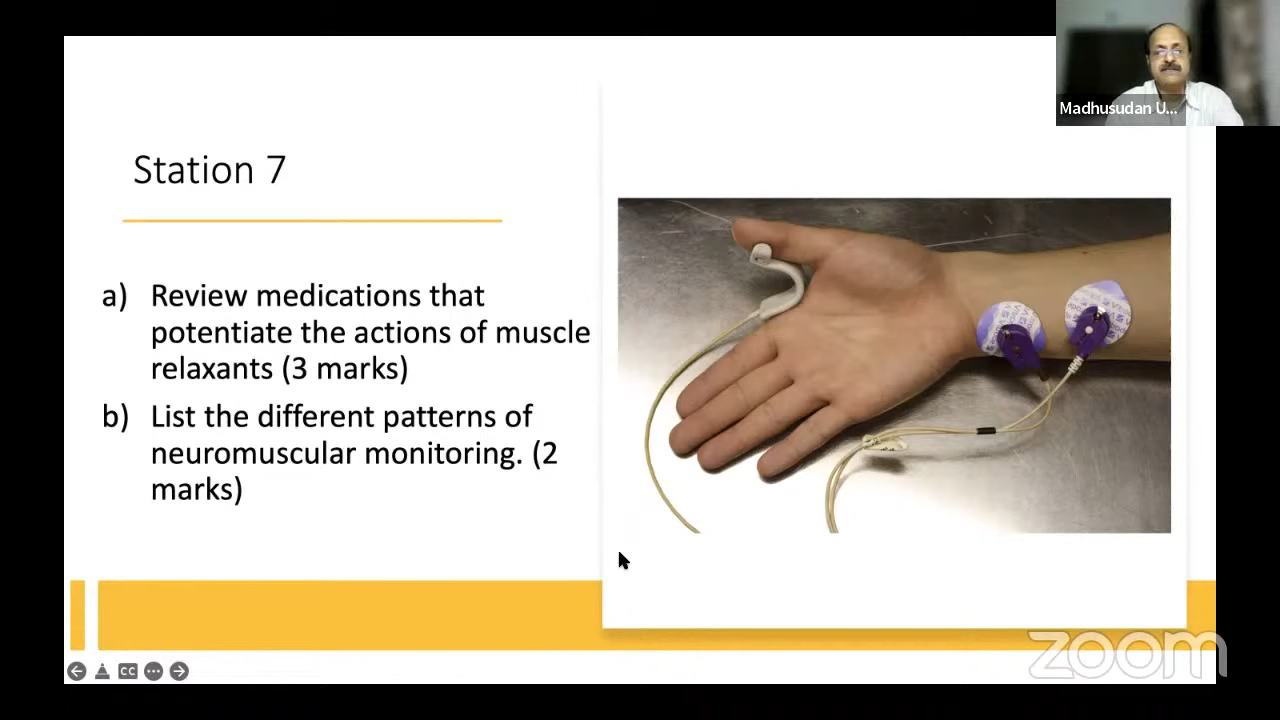 Madhusudan U...
Station 7
a) Review medications that
potentiate the actions of muscle
relaxants (3 marks)
b) List the different patterns of
neuromuscular monitoring. (2
marks)
CC
zoom